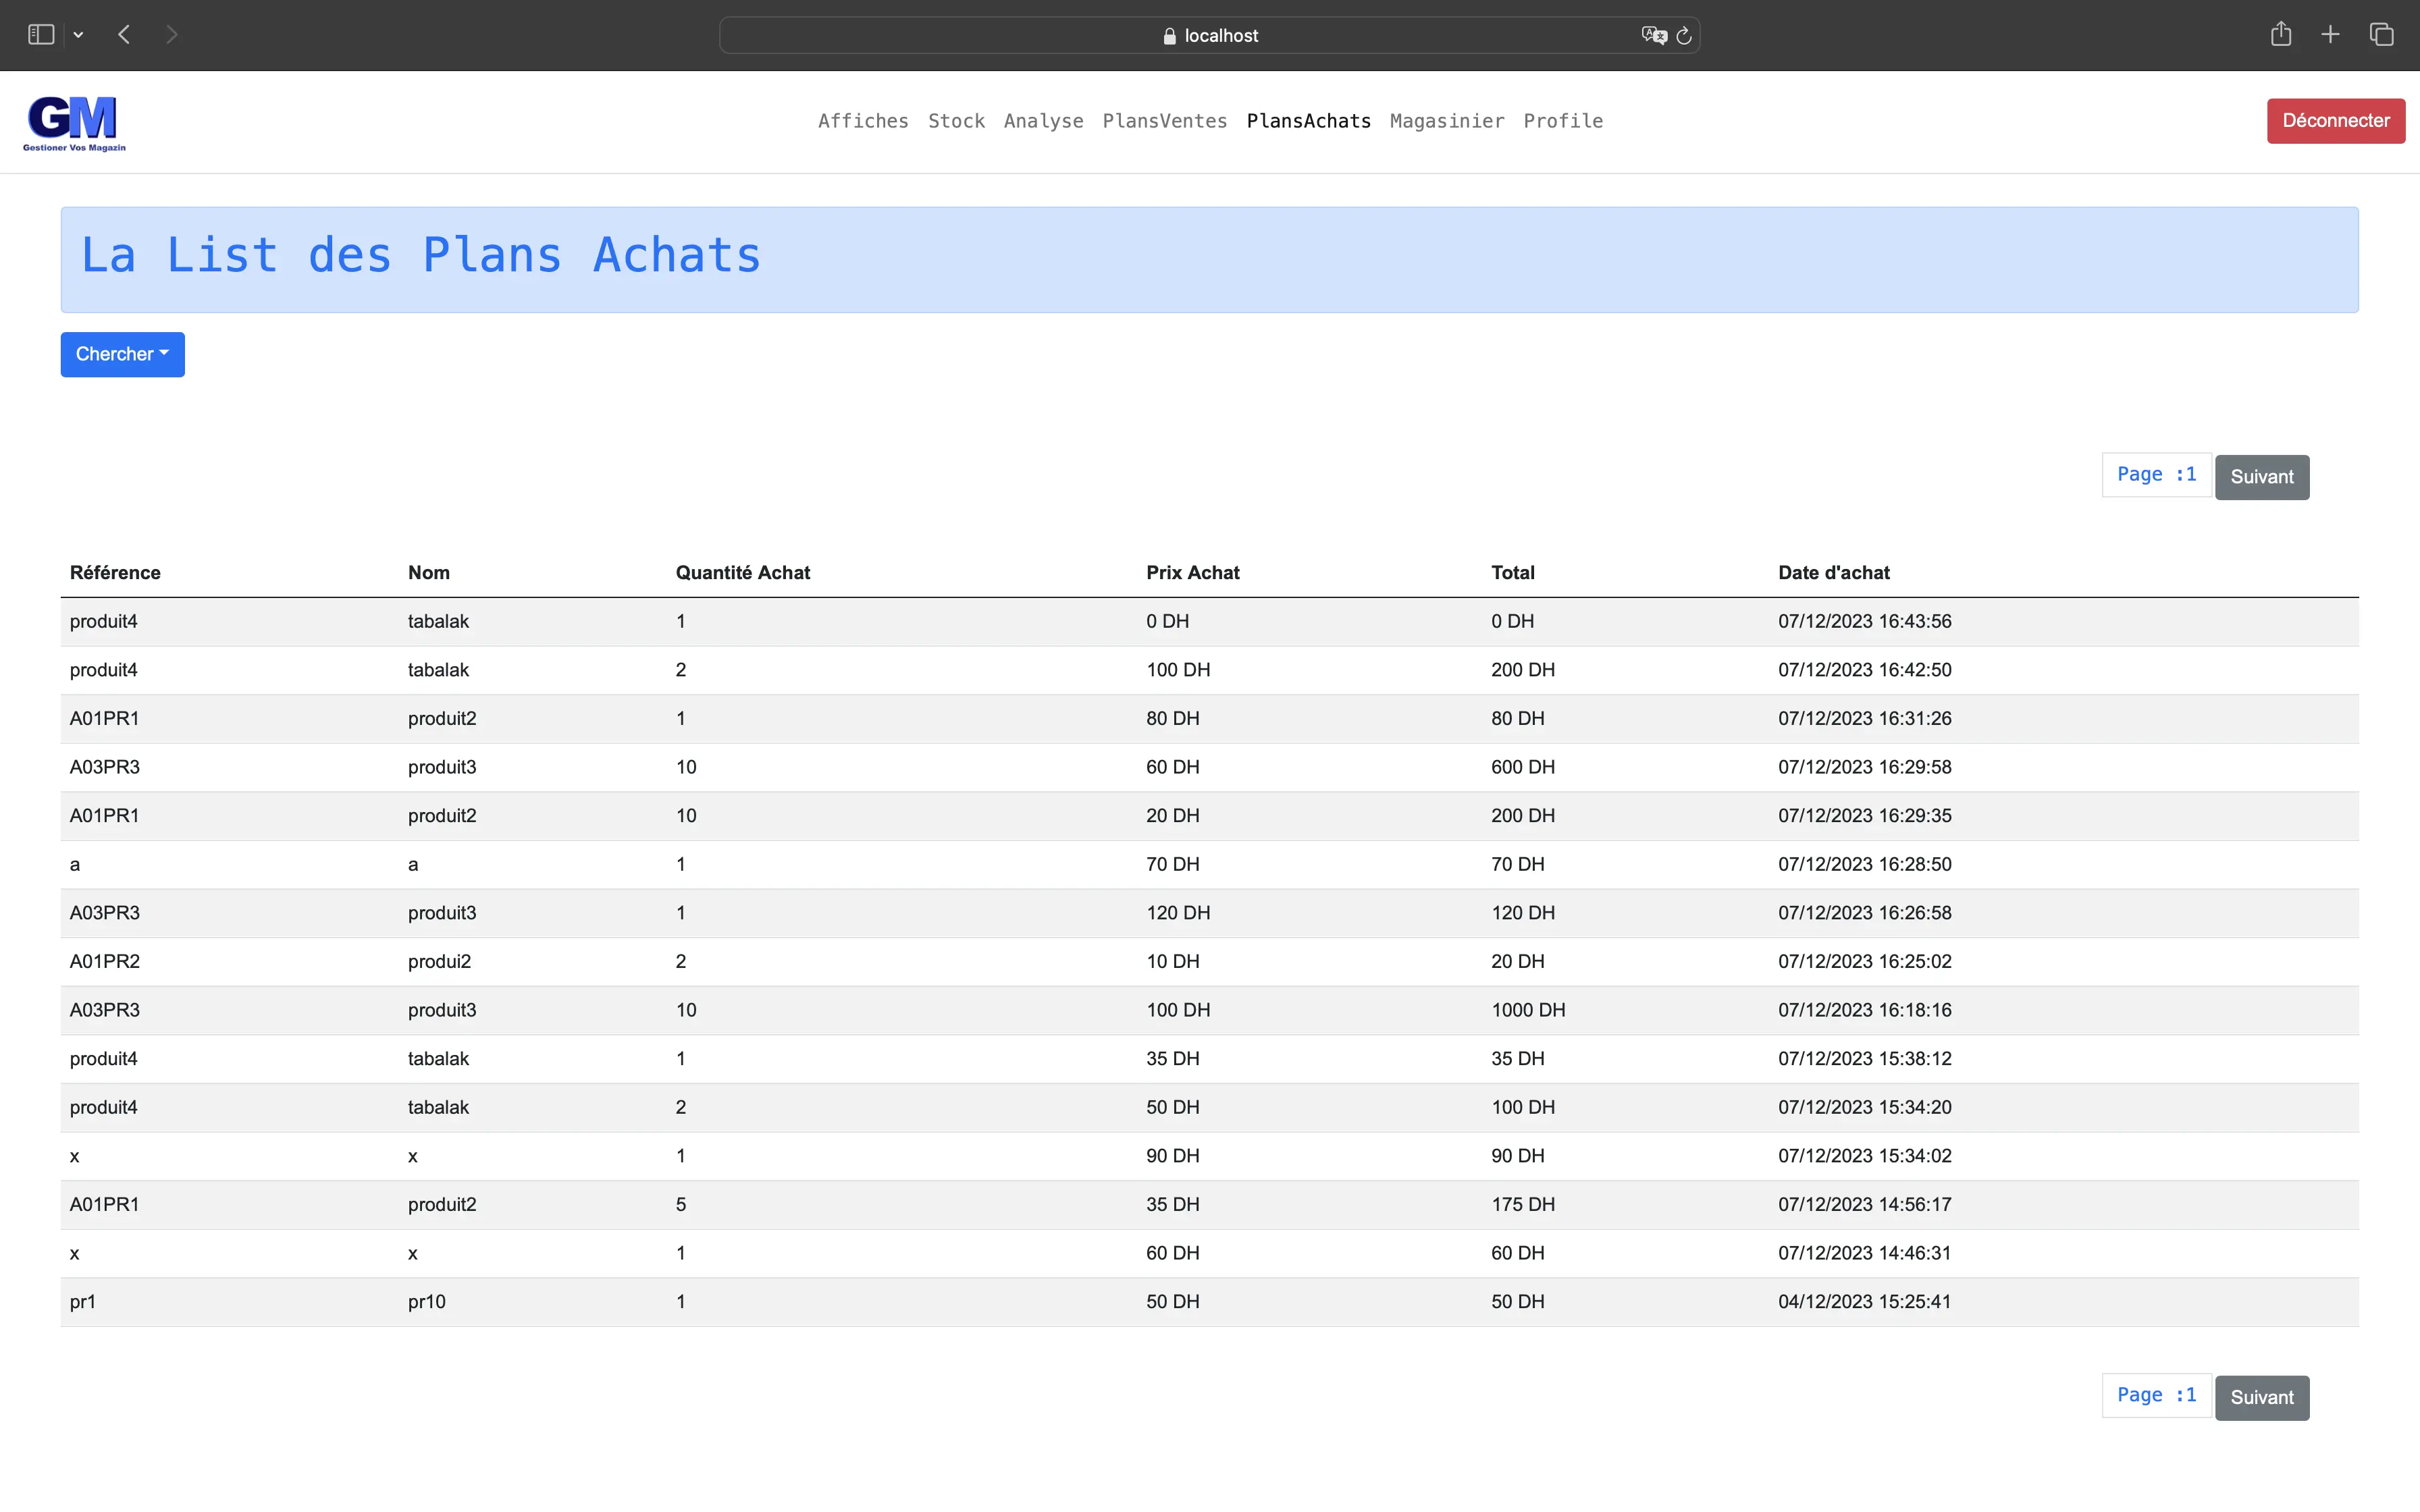 localhost
GM
Gestioner Vos Magazin
Affiches Stock Analyse PlansVentes PlansAchats Magasinier Profile
Déconnecter
La List des Plans Achats
Chercher
Page :1 Suivant
Référence Nom Quantité Achat Prix Achat Total Date d'achat
produit4 tabalak 1 0 DH 0 DH 07/12/2023 16:43:56
produit4 tabalak 2 100 DH 200 DH 07/12/2023 16:42:50
A01PR1 produit2 1 80 DH 80 DH 07/12/2023 16:31:26
A03PR3 produit3 10 60 DH 600 DH 07/12/2023 16:29:58
A01PR1 produit2 10 20 DH 200 DH 07/12/2023 16:29:35
a a 1 70 DH 70 DH 07/12/2023 16:28:50
A03PR3 produit3 1 120 DH 120 DH 07/12/2023 16:26:58
A01PR2 produi2 2 10 DH 20 DH 07/12/2023 16:25:02
A03PR3 produit3 10 100 DH 1000 DH 07/12/2023 16:18:16
produit4 tabalak 1 35 DH 35 DH 07/12/2023 15:38:12
produit4 tabalak 2 50 DH 100 DH 07/12/2023 15:34:20
x x 1 90 DH 90 DH 07/12/2023 15:34:02
A01PR1 produit2 5 35 DH 175 DH 07/12/2023 14:56:17
x x 1 60 DH 60 DH 07/12/2023 14:46:31
pr1 pr10 1 50 DH 50 DH 04/12/2023 15:25:41
Page :1 Suivant